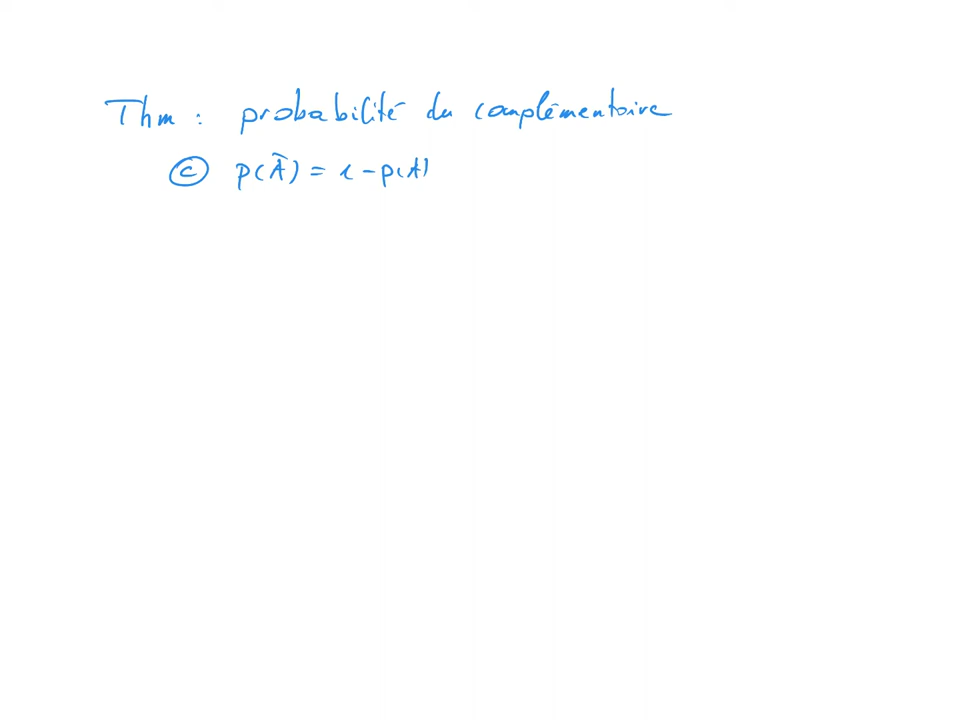 Thm : probabilité du complémentaire
Ⓒ p(Ā) = 1 - p(A)